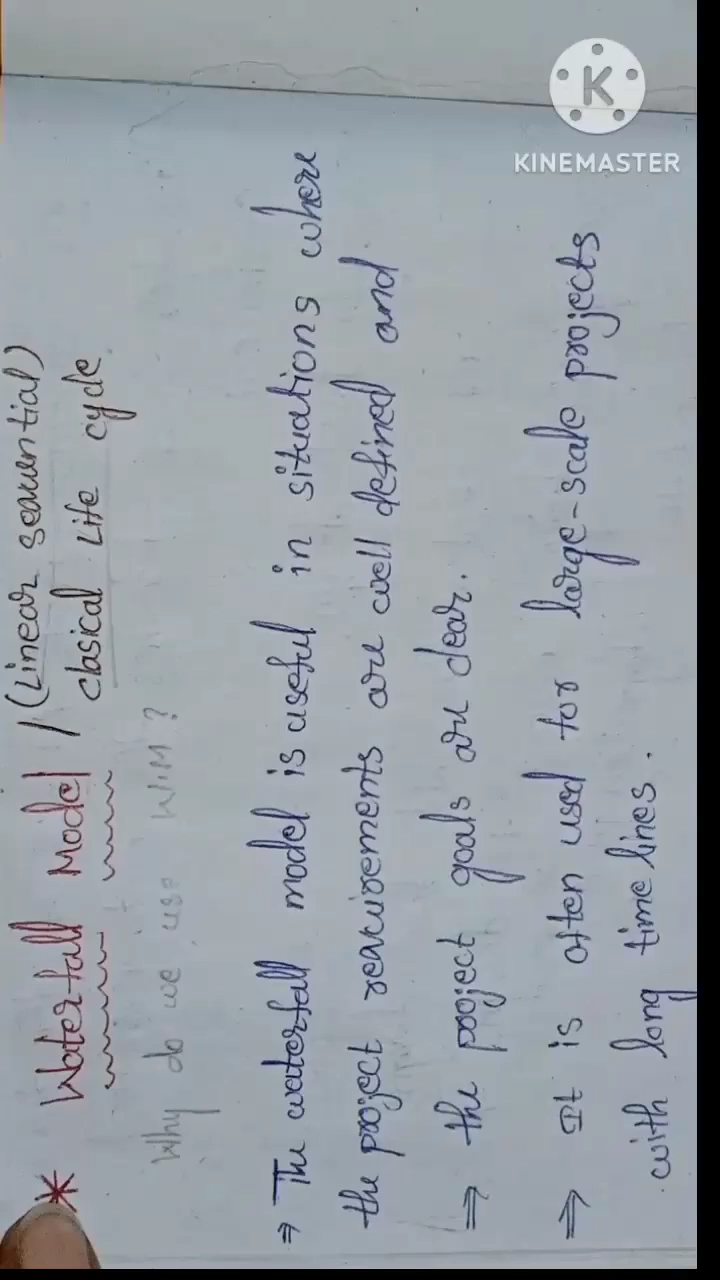 K
KINEMASTER
* Waterfall Model / (Linear sequential)
clasical Life cycle
Why do we use W.M ?
⇒ The waterfall model is useful in situations where
the project requirements are well defined and
⇒ the project goals are clear.
⇒ It is often used for large-scale projects
with long time lines.